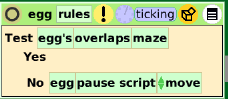 egg rules ! ticking
Test egg's overlaps maze
Yes
No egg pause script move